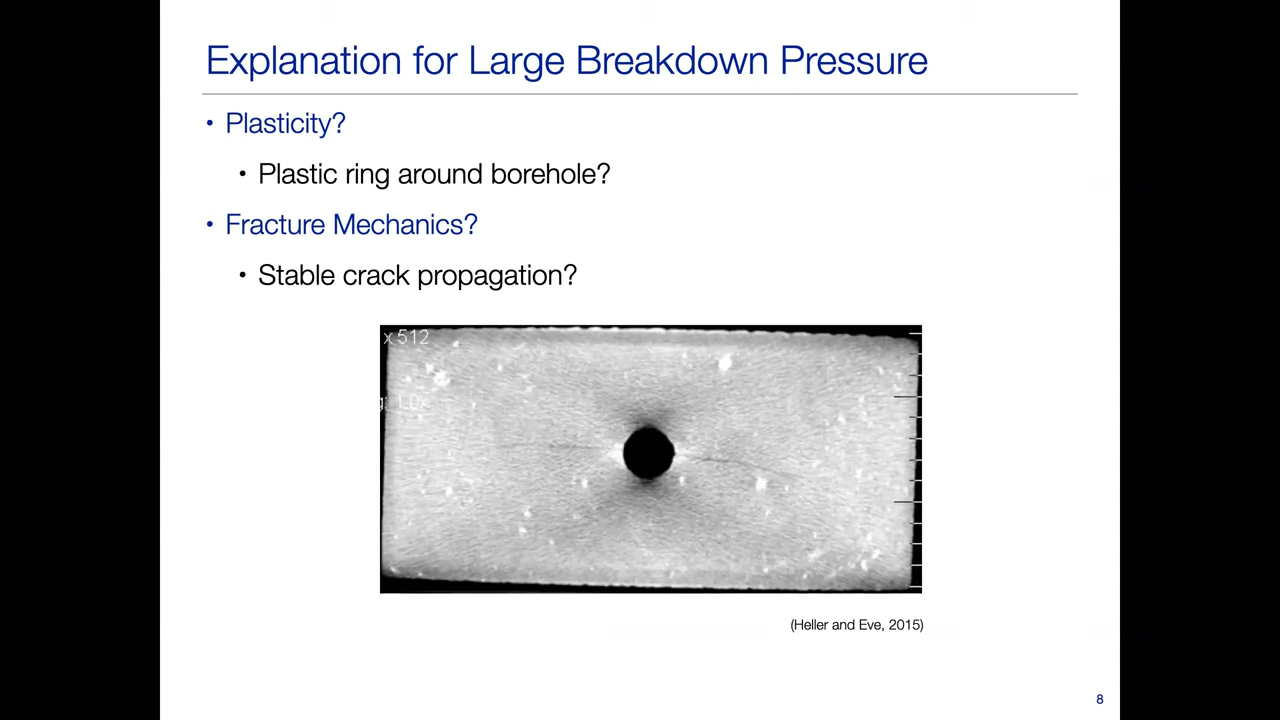 Explanation for Large Breakdown Pressure
• Plasticity?
• Plastic ring around borehole?
• Fracture Mechanics?
• Stable crack propagation?
x 512
(Heller and Eve, 2015)
8